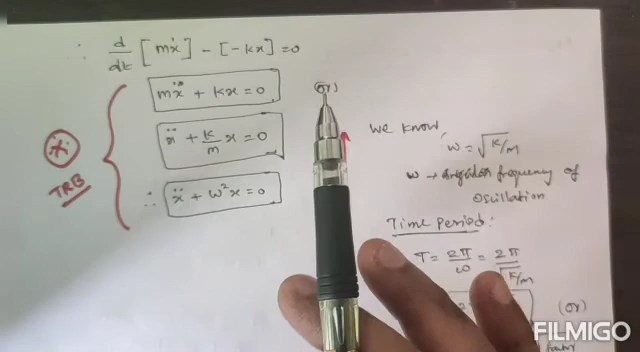 ∴ d/dt [mẋ] - [-kx] = 0
mẍ + kx = 0 (or)
ẍ + k/m x = 0
∴ ẍ + ω²x = 0
TRB
We know,
ω = √K/m
ω → angular frequency of
Oscillation
Time Period:
T = 2π/ω = 2π/√K/m
(or)
FILMIGO